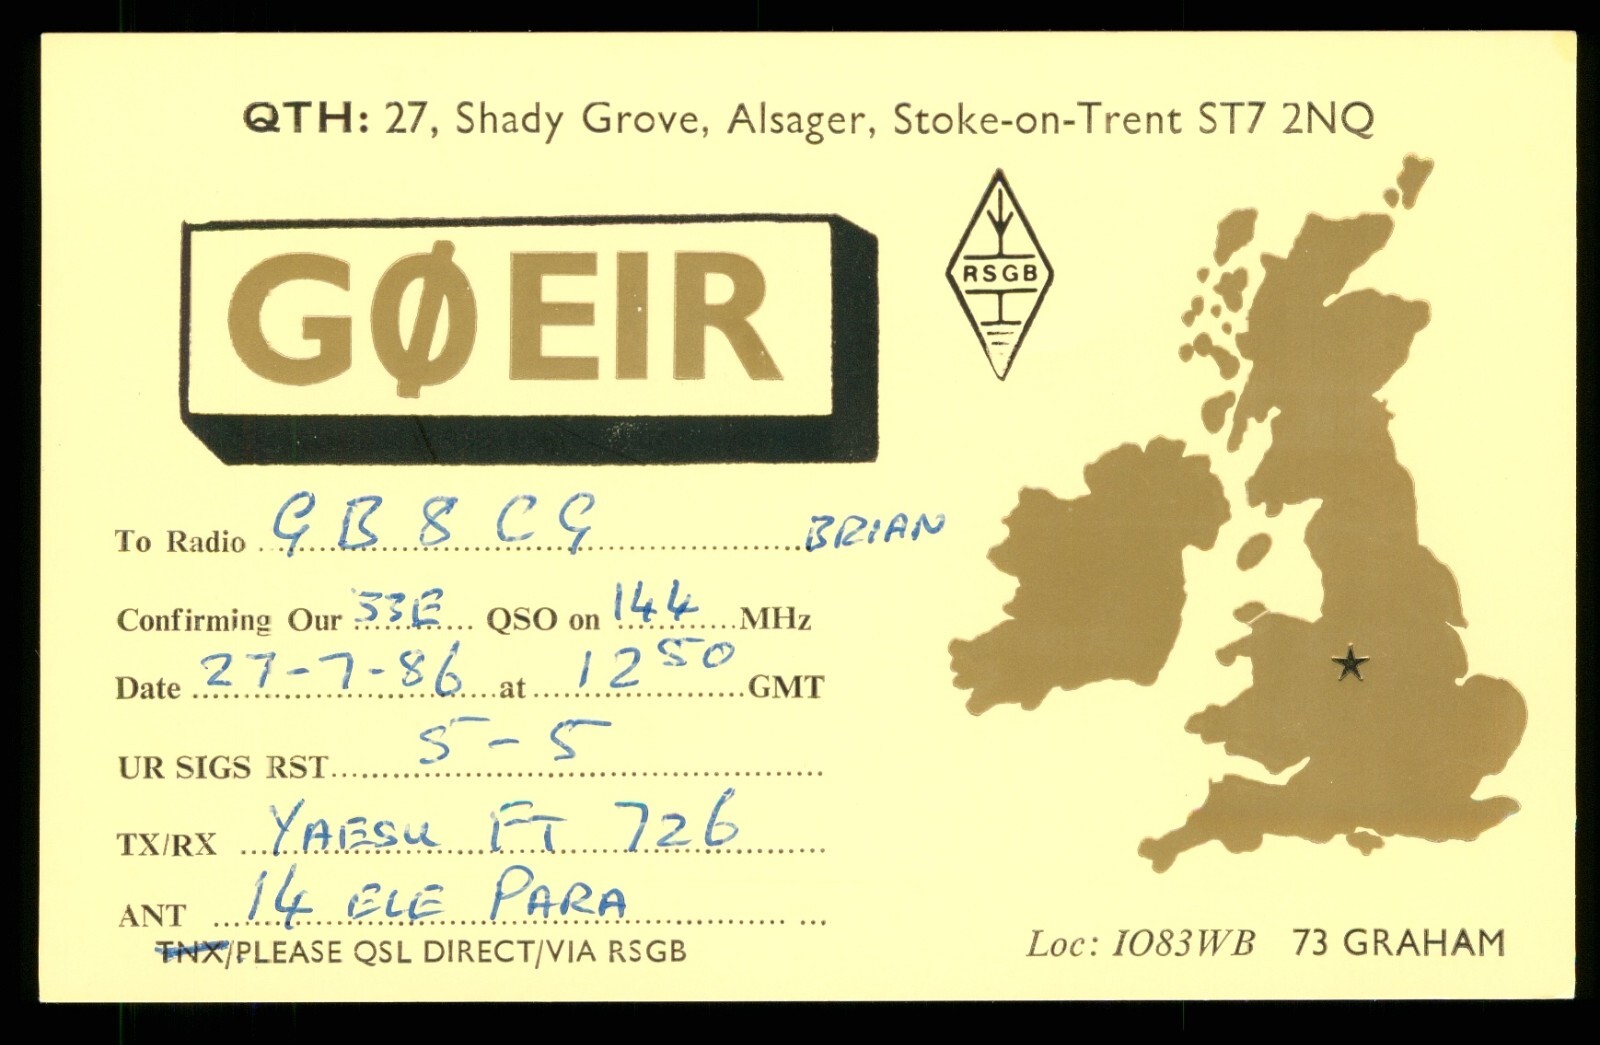 QTH: 27, Shady Grove, Alsager, Stoke-on-Trent ST7 2NQ
GØEIR
RSGB
To Radio GB8CG BRIAN
Confirming Our 33E QSO on 144 MHz
Date 27-7-86 at 1250 GMT
UR SIGS RST 5-5
TX/RX YAESU FT 726
ANT 14 ELE PARA
TNX/PLEASE QSL DIRECT/VIA RSGB
Loc: IO83WB 73 GRAHAM